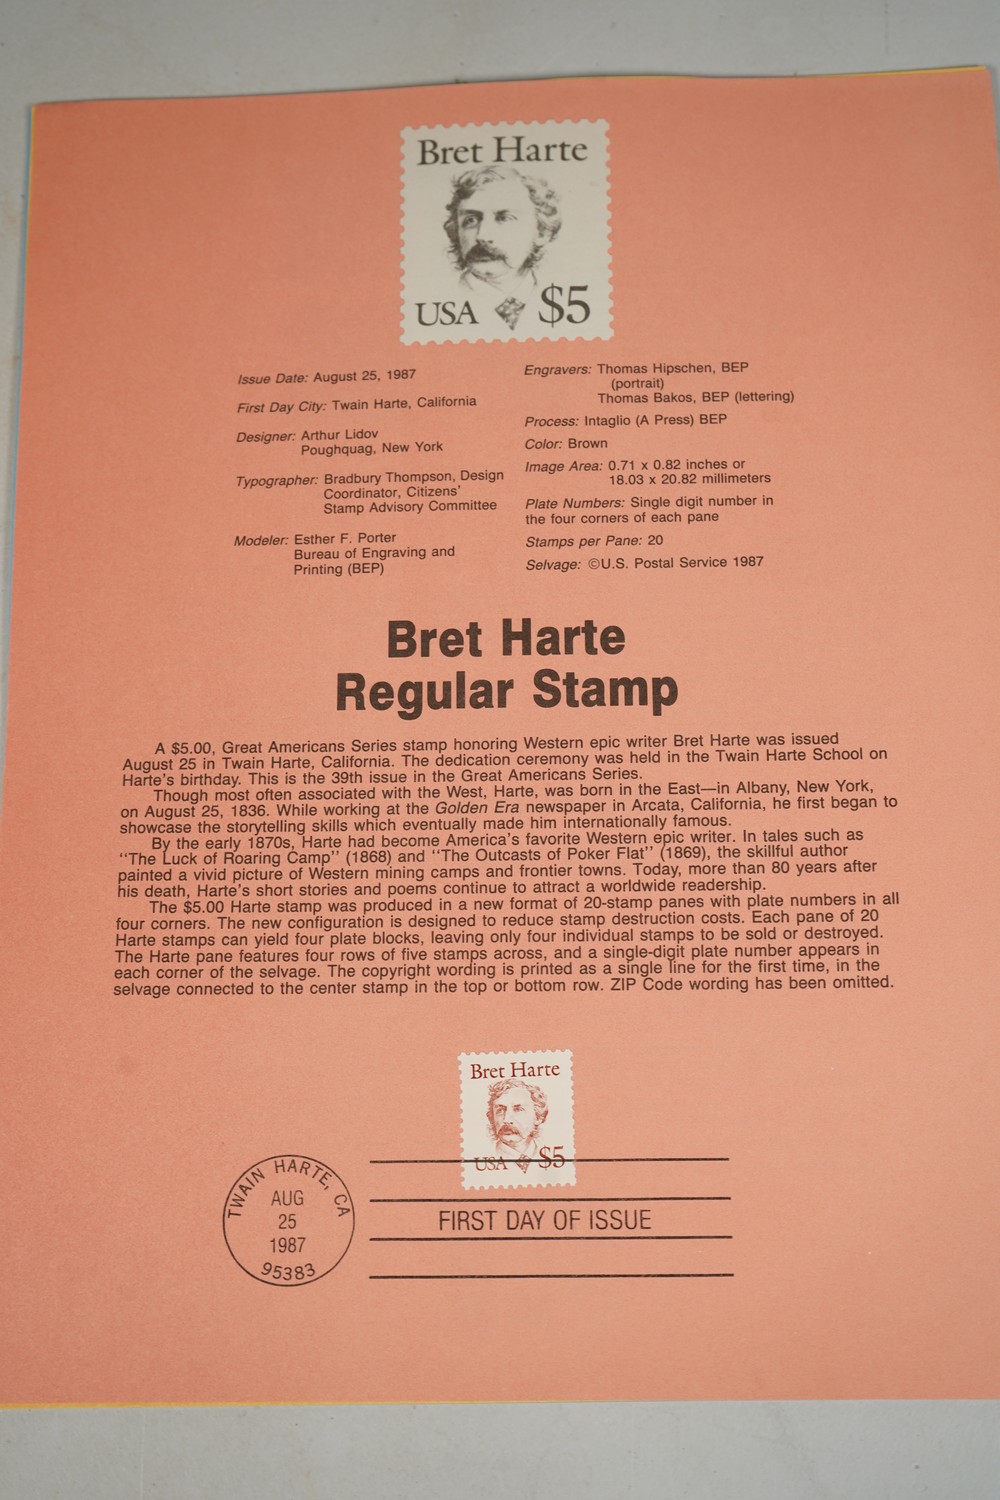 Bret Harte
USA $5
Issue Date: August 25, 1987
First Day City: Twain Harte, California
Designer: Arthur Lidov
Poughquag, New York
Typographer: Bradbury Thompson, Design
Coordinator, Citizens'
Stamp Advisory Committee
Modeler: Esther F. Porter
Bureau of Engraving and
Printing (BEP)
Engravers: Thomas Hipschen, BEP
(portrait)
Thomas Bakos, BEP (lettering)
Process: Intaglio (A Press) BEP
Color: Brown
Image Area: 0.71 x 0.82 inches or
18.03 x 20.82 millimeters
Plate Numbers: Single digit number in
the four corners of each pane
Stamps per Pane: 20
Selvage: ©U.S. Postal Service 1987
Bret Harte
Regular Stamp
A $5.00, Great Americans Series stamp honoring Western epic writer Bret Harte was issued
August 25 in Twain Harte, California. The dedication ceremony was held in the Twain Harte School on
Harte's birthday. This is the 39th issue in the Great Americans Series.
Though most often associated with the West, Harte, was born in the East—in Albany, New York,
on August 25, 1836. While working at the Golden Era newspaper in Arcata, California, he first began to
showcase the storytelling skills which eventually made him internationally famous.
By the early 1870s, Harte had become America's favorite Western epic writer. In tales such as
"The Luck of Roaring Camp" (1868) and "The Outcasts of Poker Flat" (1869), the skillful author
painted a vivid picture of Western mining camps and frontier towns. Today, more than 80 years after
his death, Harte's short stories and poems continue to attract a worldwide readership.
The $5.00 Harte stamp was produced in a new format of 20-stamp panes with plate numbers in all
four corners. The new configuration is designed to reduce stamp destruction costs. Each pane of 20
Harte stamps can yield four plate blocks, leaving only four individual stamps to be sold or destroyed.
The Harte pane features four rows of five stamps across, and a single-digit plate number appears in
each corner of the selvage. The copyright wording is printed as a single line for the first time, in the
selvage connected to the center stamp in the top or bottom row. ZIP Code wording has been omitted.
Bret Harte
USA $5
TWAIN HARTE, CA
AUG
25
1987
95383
FIRST DAY OF ISSUE